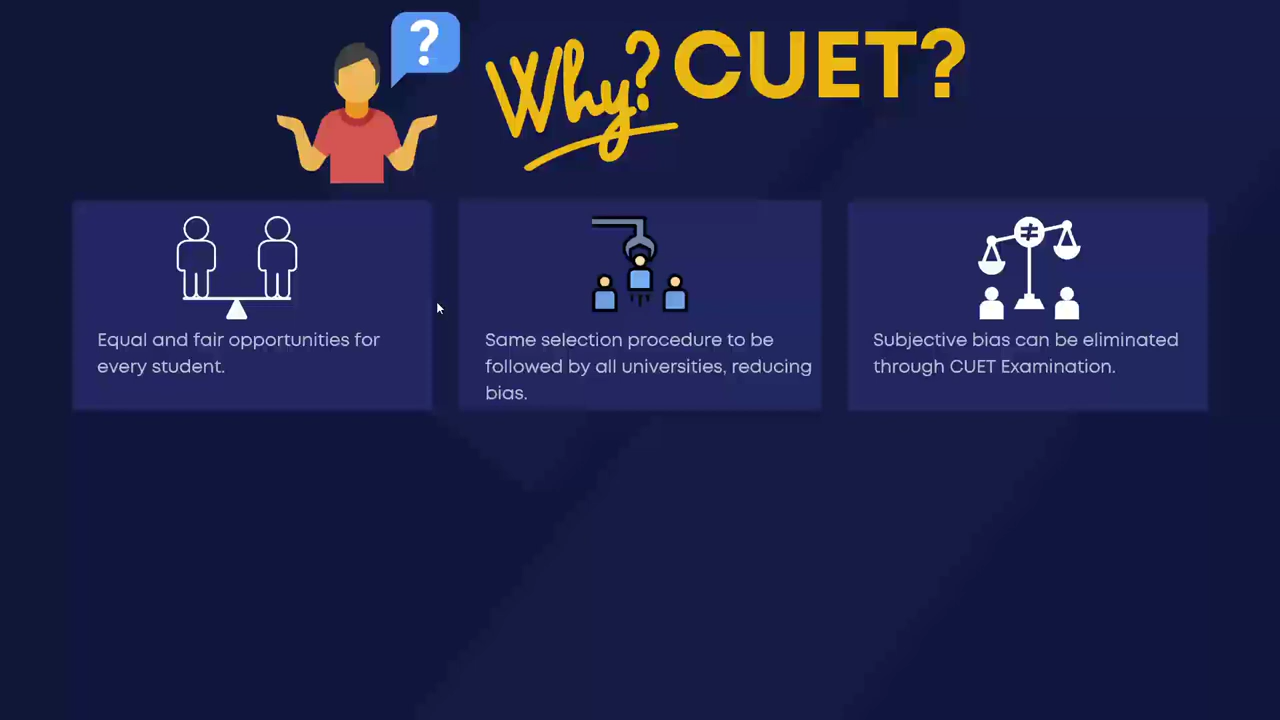 ?
Why? CUET?
Equal and fair opportunities for
every student.
Same selection procedure to be
followed by all universities, reducing
bias.
Subjective bias can be eliminated
through CUET Examination.